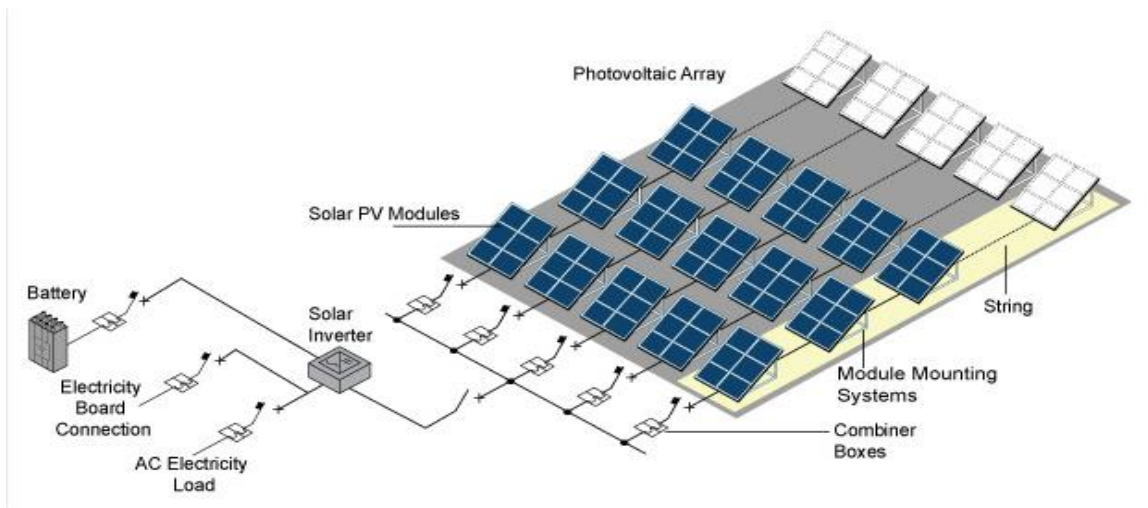 Photovoltaic Array
Solar PV Modules
Battery
Solar
Inverter
String
Electricity
Board
Connection
Module Mounting
Systems
AC Electricity
Load
Combiner
Boxes